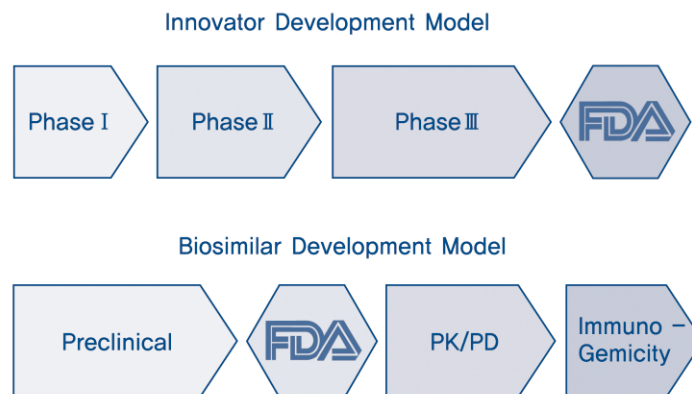 Innovator Development Model
Phase Ⅰ
Phase Ⅱ
Phase Ⅲ
FDA
Biosimilar Development Model
Preclinical
FDA
PK/PD
Immuno -
Gemicity